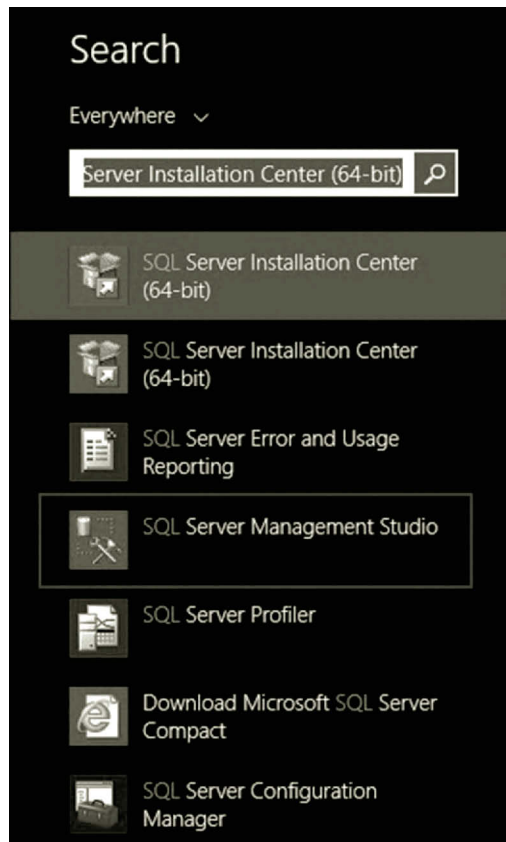 Search
Everywhere
Server Installation Center (64-bit)
SQL Server Installation Center
(64-bit)
SQL Server Installation Center
(64-bit)
SQL Server Error and Usage
Reporting
SQL Server Management Studio
SQL Server Profiler
Download Microsoft SQL Server
Compact
SQL Server Configuration
Manager